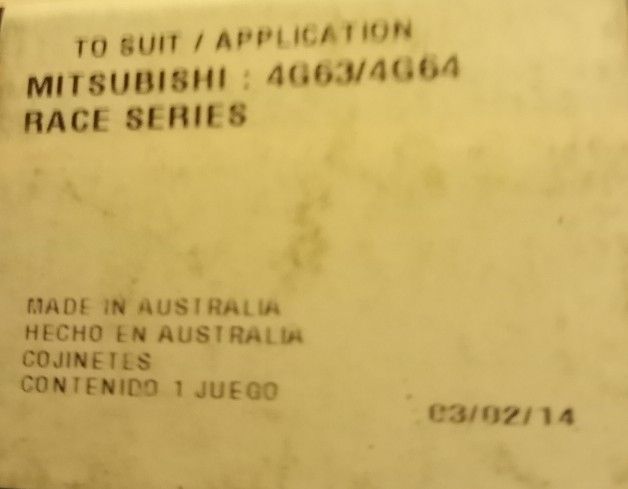 TO SUIT / APPLICATION
MITSUBISHI : 4G63/4G64
RACE SERIES
MADE IN AUSTRALIA
HECHO EN AUSTRALIA
COJINETES
CONTENIDO 1 JUEGO
03/02/14